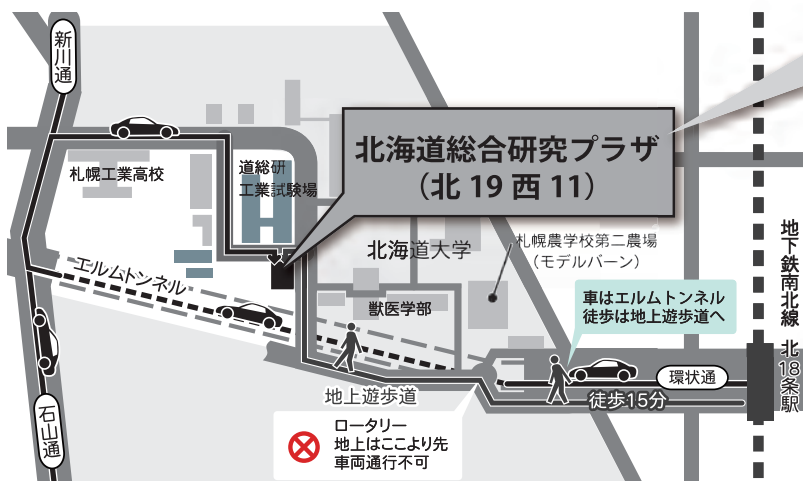 新川通
札幌工業高校
道総研
工業試験場
北海道総合研究プラザ
（北 19 西 11）
北海道大学
札幌農学校第二農場
（モデルバーン）
エルムトンネル
獣医学部
車はエルムトンネル
徒歩は地上遊歩道へ
地下鉄南北線 北18条駅
環状通
徒歩15分
地上遊歩道
石山通
ロータリー
地上はここより先
車両通行不可